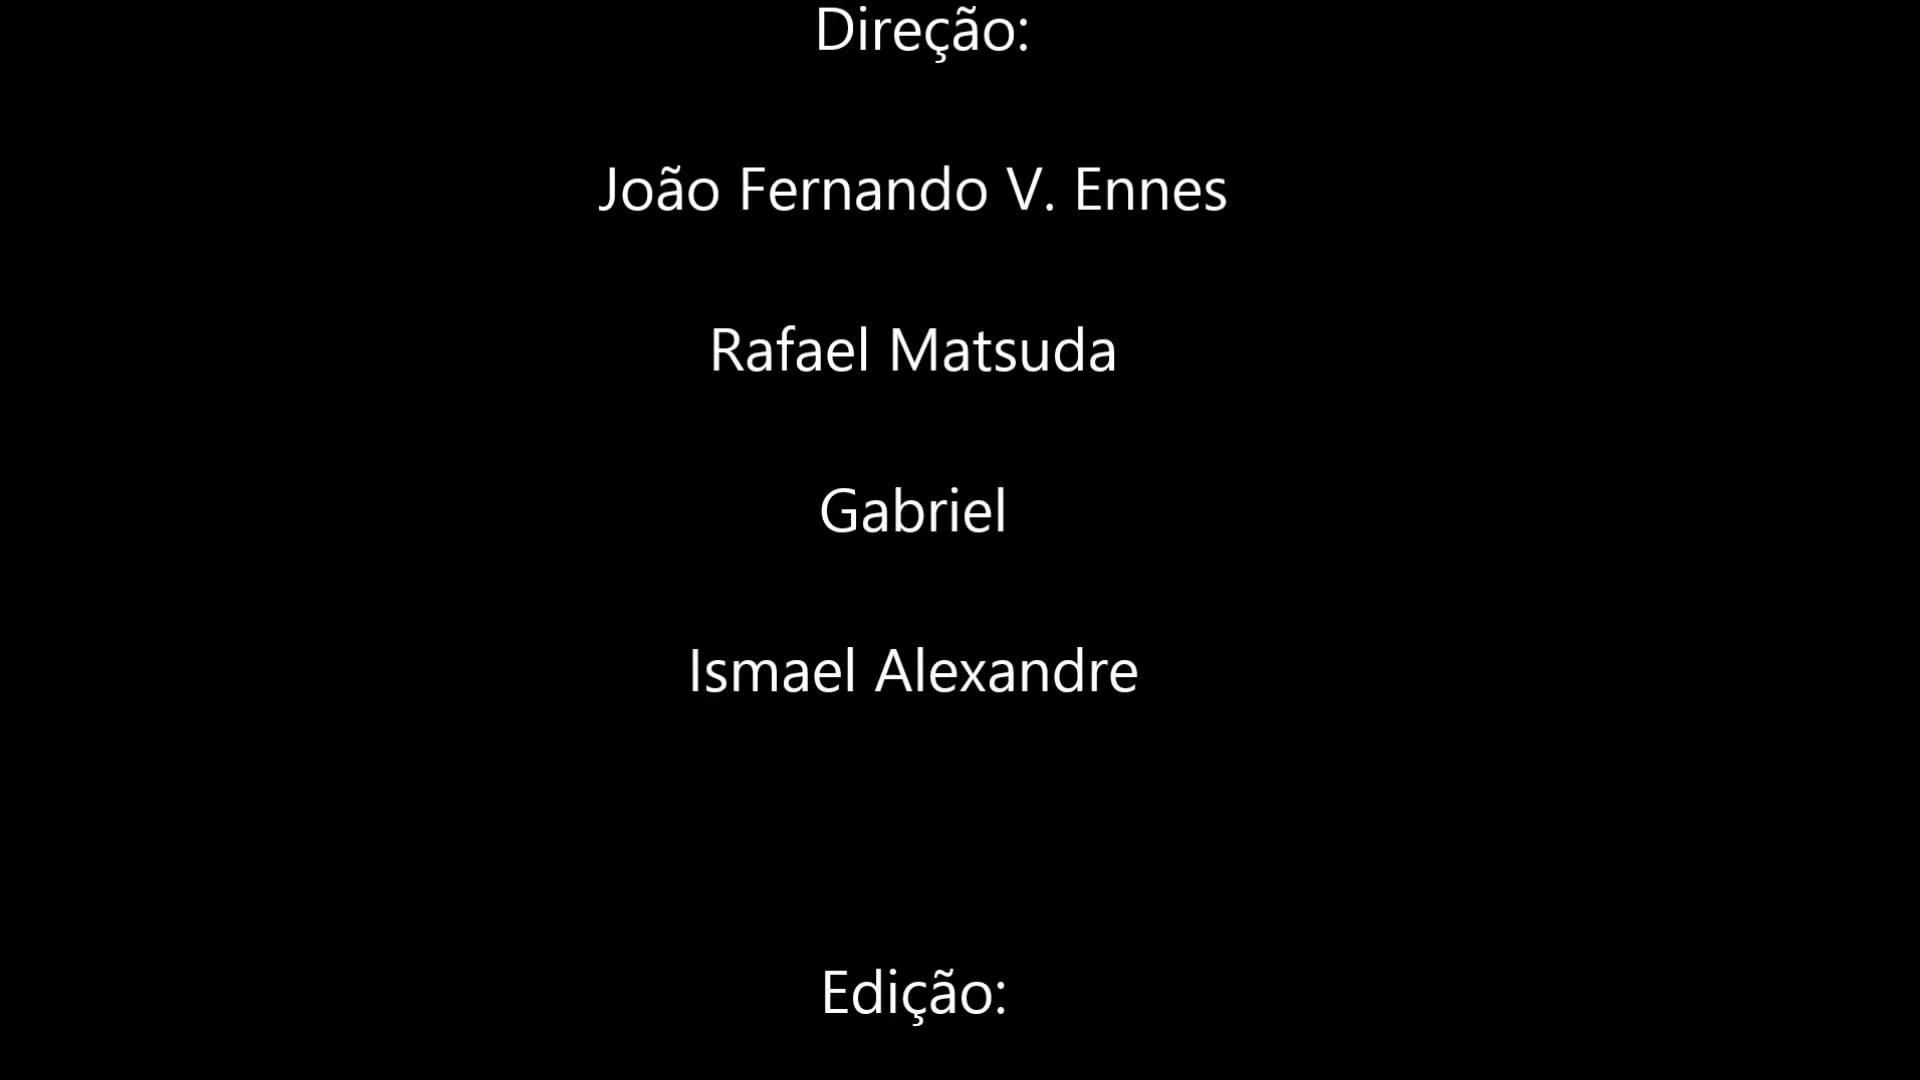 Direção:
João Fernando V. Ennes
Rafael Matsuda
Gabriel
Ismael Alexandre
Edição: